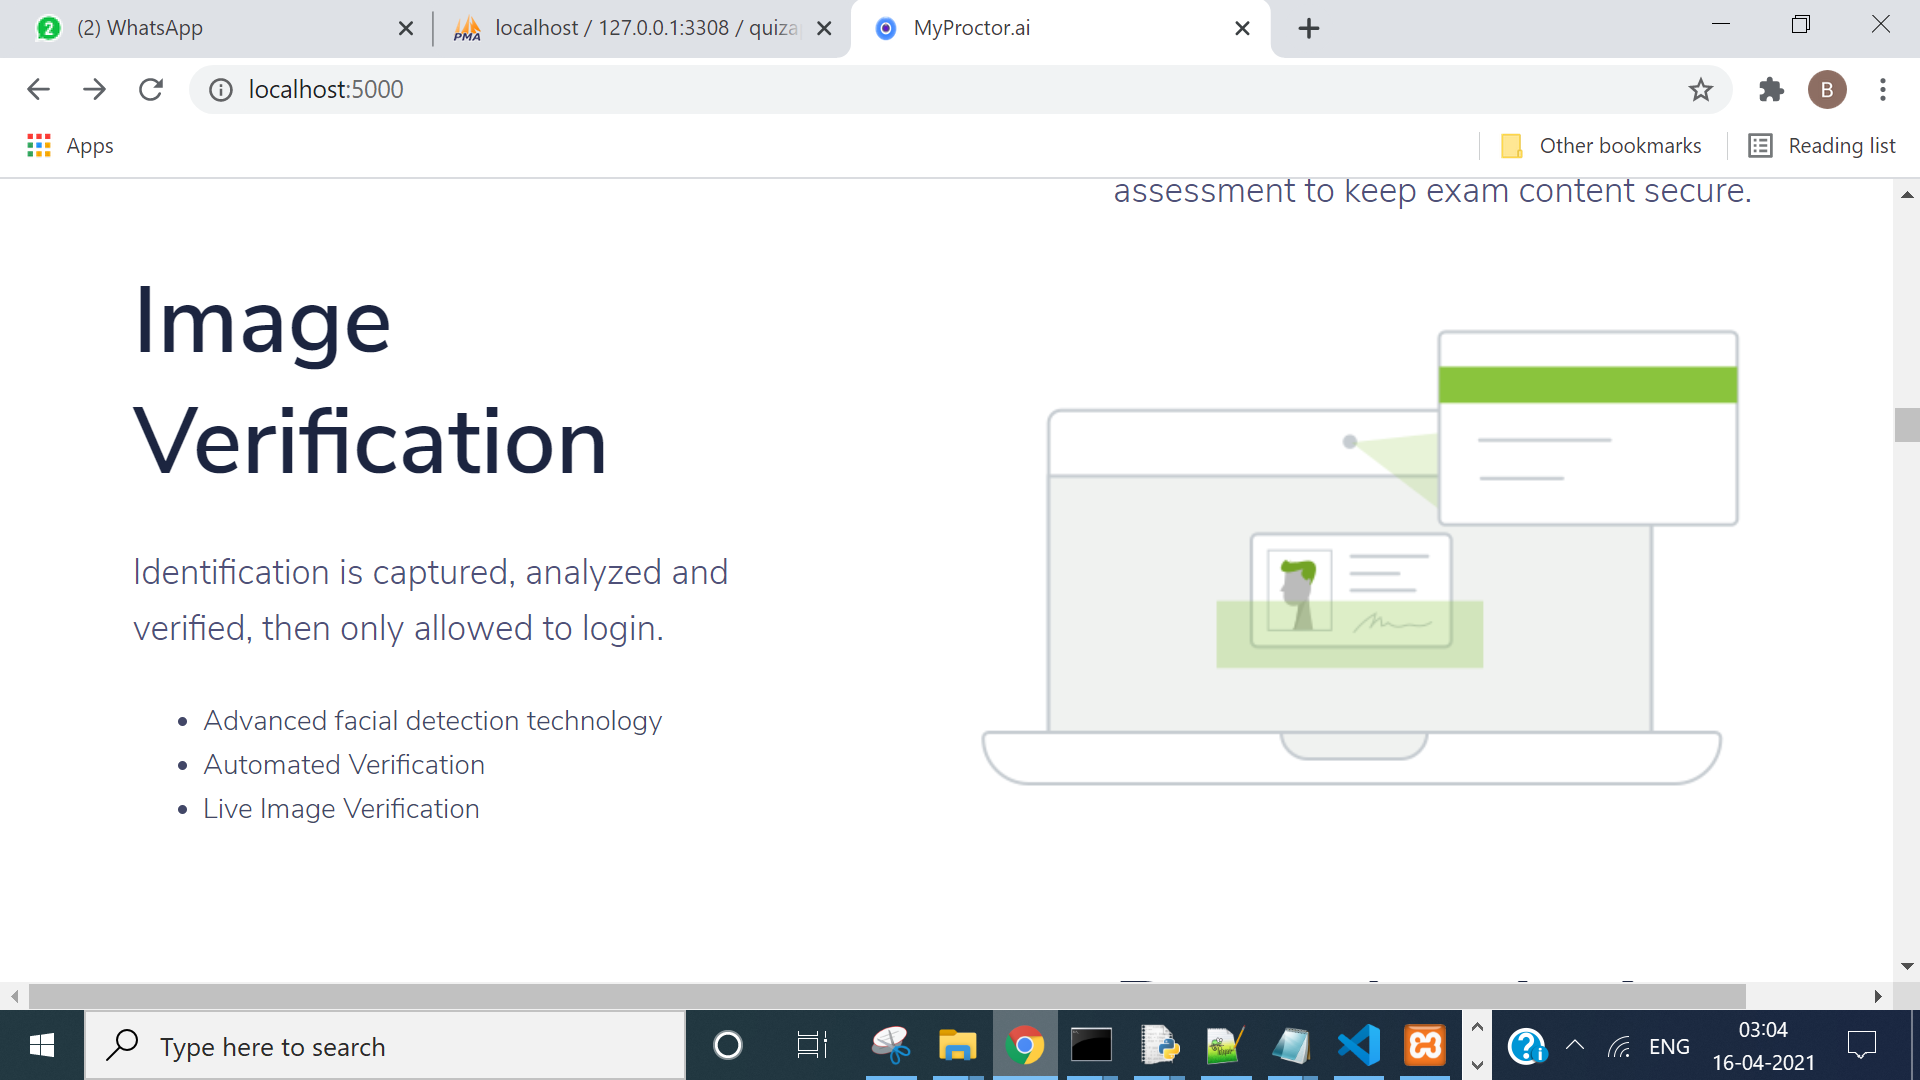 (2) WhatsApp
localhost / 127.0.0.1:3308 / quiza
MyProctor.ai
localhost:5000
B
Apps
Other bookmarks
Reading list
assessment to keep exam content secure.
Image
Verification
Identification is captured, analyzed and
verified, then only allowed to login.
• Advanced facial detection technology
• Automated Verification
• Live Image Verification
Type here to search
ENG
03:04
16-04-2021